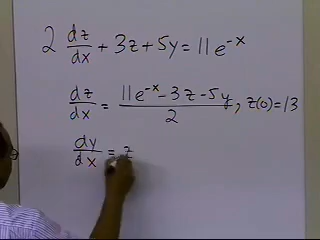 2 dz/dx + 3z + 5y = 11e^-x
dz/dx = (11e^-x - 3z - 5y)/2, z(0) = 13
dy/dx = z